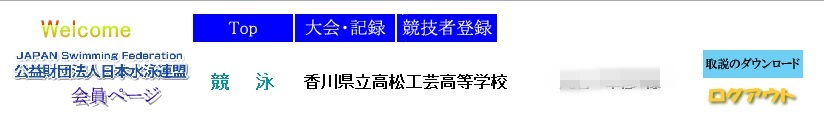 Welcome
JAPAN Swimming Federation
公益財団法人日本水泳連盟
会員ページ
Top 大会・記録 競技者登録
競 泳 香川県立高松工芸高等学校
取説のダウンロード
ログアウト